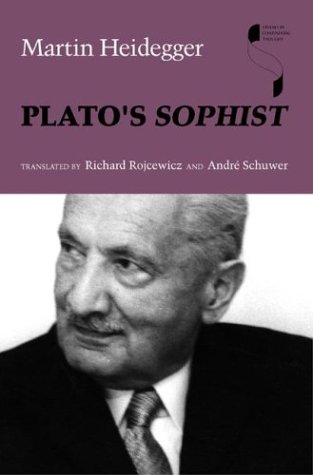 Martin Heidegger
PLATO'S SOPHIST
TRANSLATED BY Richard Rojcewicz AND André Schuwer